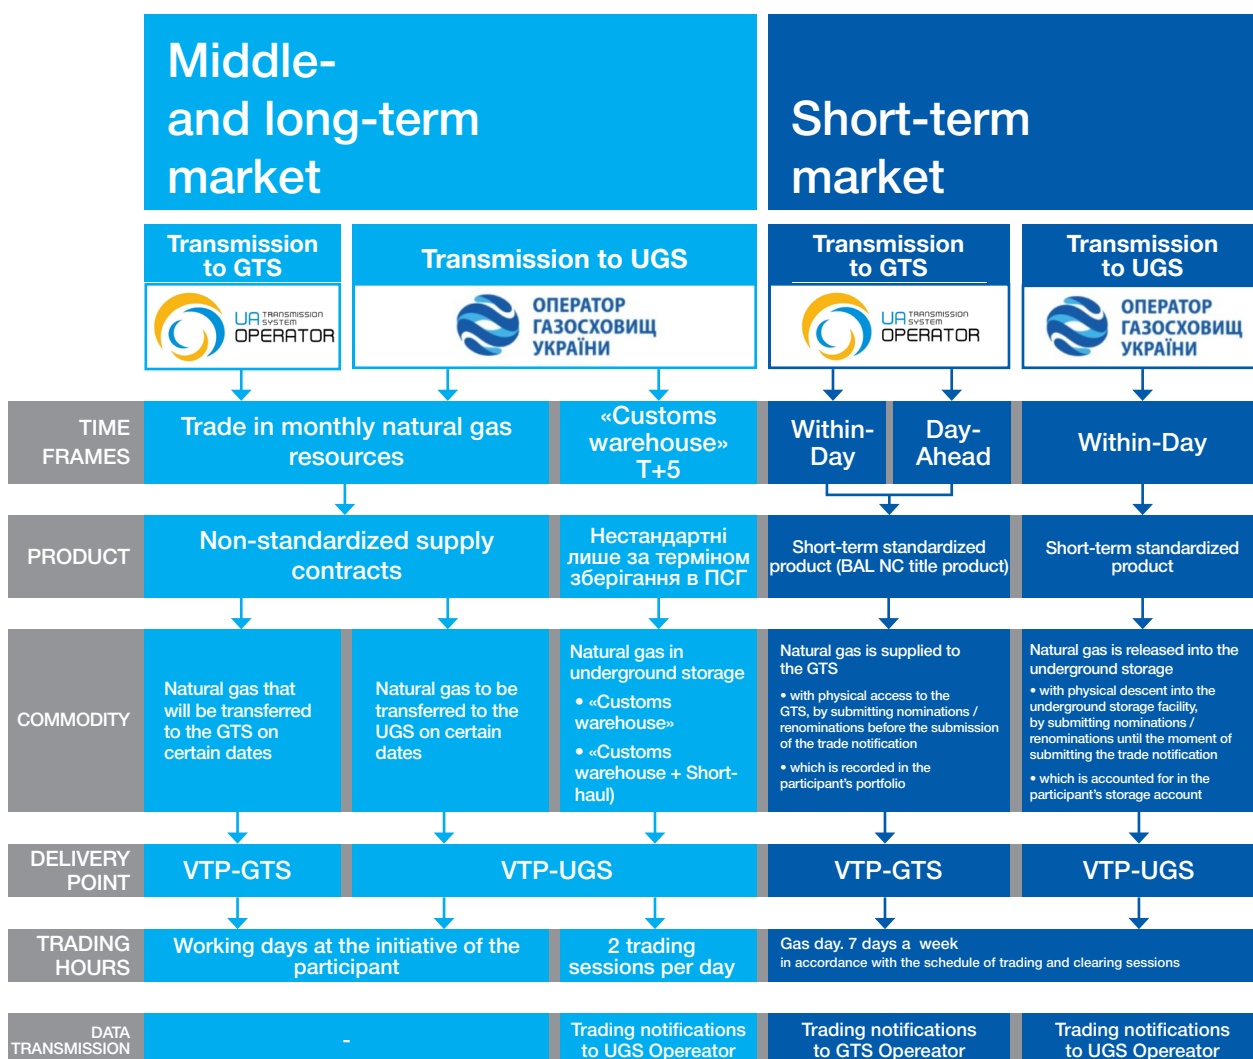 Middle-
and long-term
market
Short-term
market
Transmission
to GTS
Transmission to UGS
Transmission
to GTS
Transmission
to UGS
UA TRANSMISSION
SYSTEM
OPERATOR
ОПЕРАТОР
ГАЗОСХОВИЩ
УКРАЇНИ
UA TRANSMISSION
SYSTEM
OPERATOR
ОПЕРАТОР
ГАЗОСХОВИЩ
УКРАЇНИ
TIME
FRAMES
Trade in monthly natural gas
resources
«Customs
warehouse»
T+5
Within-
Day
Day-
Ahead
Within-Day
PRODUCT
Non-standardized supply
contracts
Нестандартні
лише за терміном
зберігання в ПСГ
Short-term standardized
product (BAL NC title product)
Short-term standardized
product
COMMODITY
Natural gas that
will be transferred
to the GTS on
certain dates
Natural gas to be
transferred to the
UGS on certain
dates
Natural gas in
underground storage
• «Customs
warehouse»
• «Customs
warehouse + Short-
haul)
Natural gas is supplied to
the GTS
• with physical access to the
GTS, by submitting nominations /
renominations before the submission
of the trade notification
• which is recorded in the
participant's portfolio
Natural gas is released into the
underground storage
• with physical descent into the
underground storage facility,
by submitting nominations /
renominations until the moment of
submitting the trade notification
• which is accounted for in the
participant's storage account
DELIVERY
POINT
VTP-GTS
VTP-UGS
VTP-GTS
VTP-UGS
TRADING
HOURS
Working days at the initiative of the
participant
2 trading
sessions per day
Gas day. 7 days a week
in accordance with the schedule of trading and clearing sessions
DATA
TRANSMISSION
-
Trading notifications
to UGS Opereator
Trading notifications
to GTS Opereator
Trading notifications
to UGS Opereator